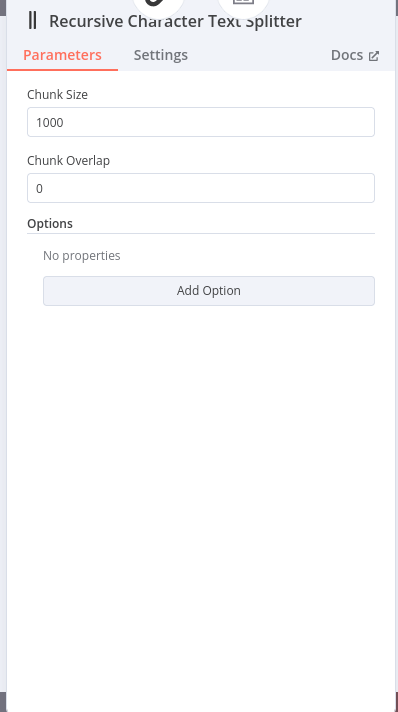 Recursive Character Text Splitter
Parameters Settings Docs
Chunk Size
1000
Chunk Overlap
0
Options
No properties
Add Option